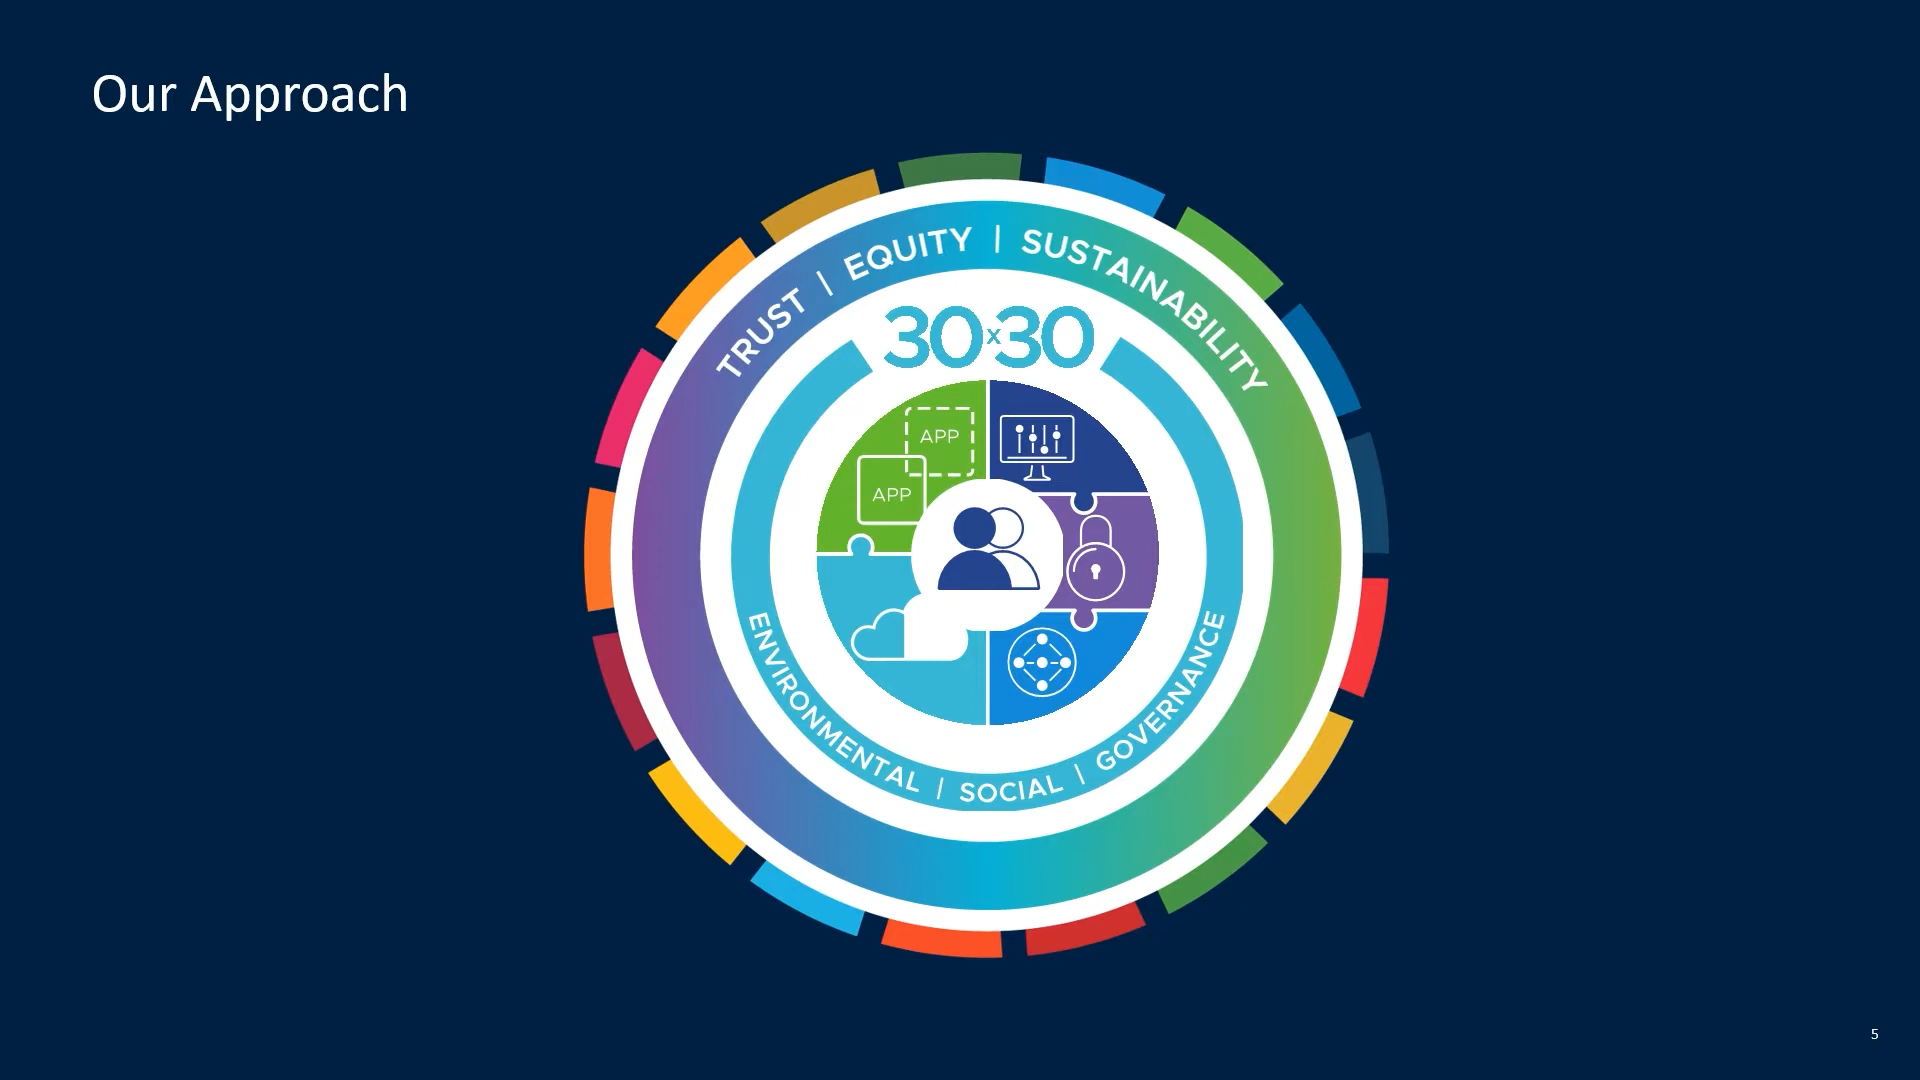 Our Approach
TRUST | EQUITY | SUSTAINABILITY
30x30
APP
APP
ENVIRONMENTAL | SOCIAL | GOVERNANCE
5